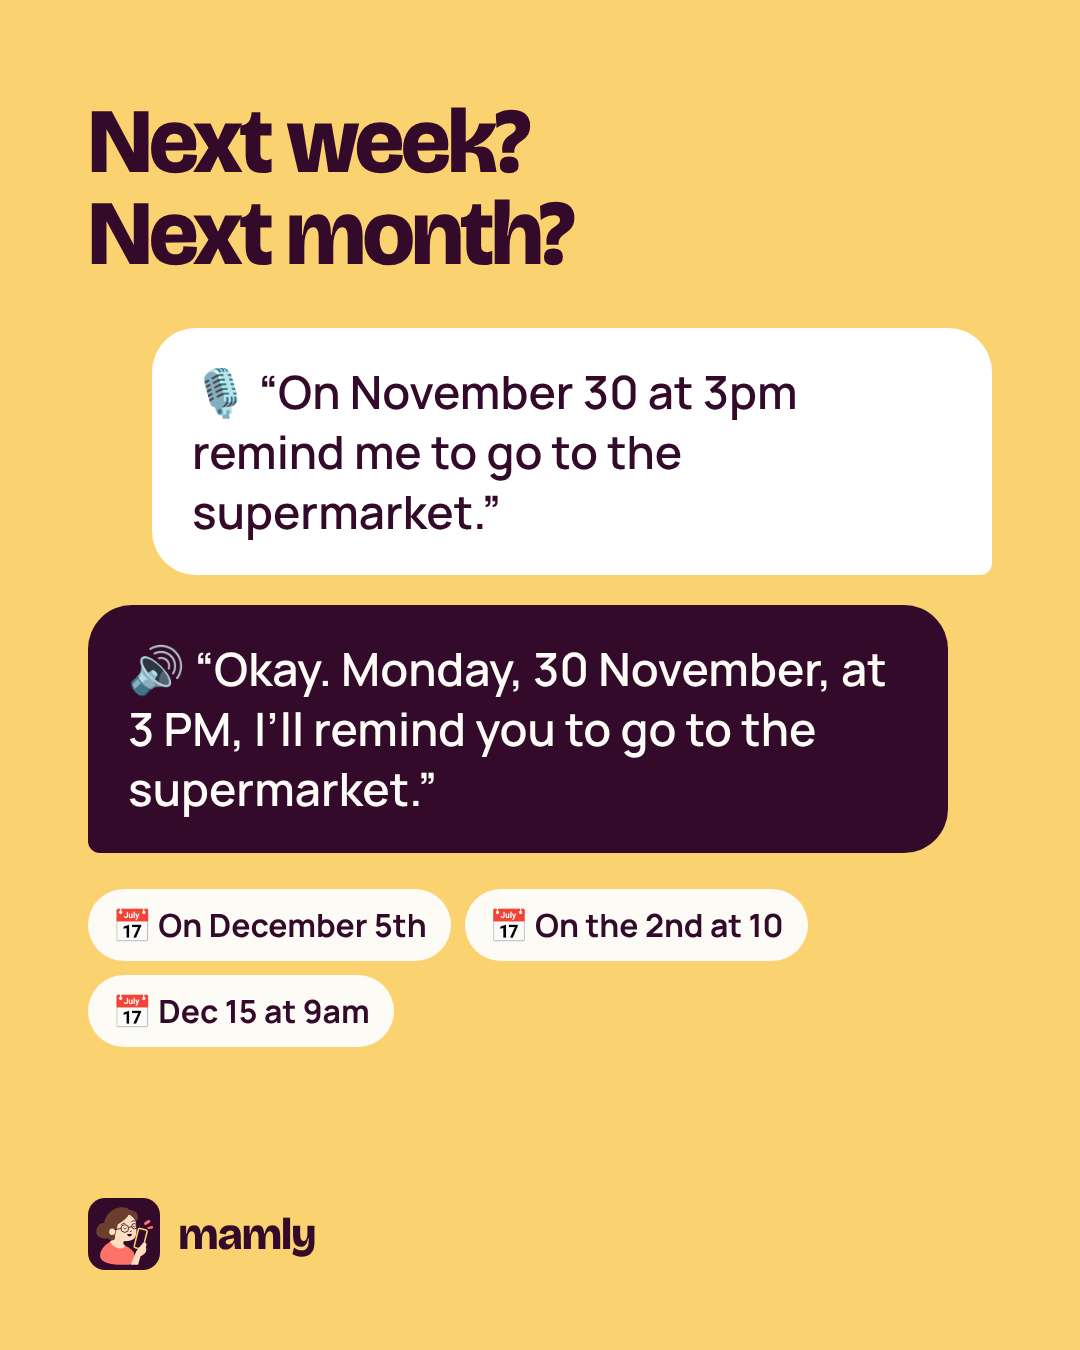 Next week?
Next month?
🎙️ “On November 30 at 3pm
remind me to go to the
supermarket.”
🔊 “Okay. Monday, 30 November, at
3 PM, I’ll remind you to go to the
supermarket.”
📅 On December 5th
📅 On the 2nd at 10
📅 Dec 15 at 9am
mamly